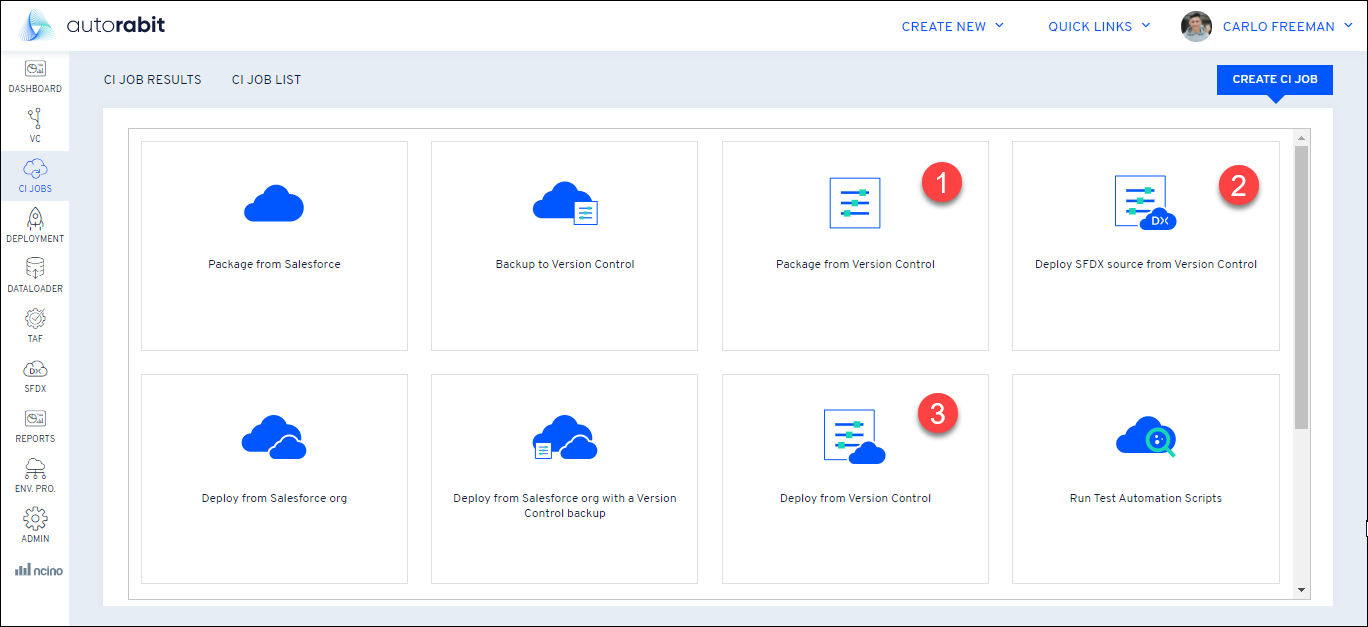 autorabit
CREATE NEW
QUICK LINKS
CARLO FREEMAN
DASHBOARD
VC
CI JOBS
DEPLOYMENT
DATALOADER
TAF
DX
SFDX
REPORTS
ENV. PRO.
ADMIN
ncino
CI JOB RESULTS
CI JOB LIST
CREATE CI JOB
Package from Salesforce
Backup to Version Control
1
Package from Version Control
2
DX
Deploy SFDX source from Version Control
Deploy from Salesforce org
Deploy from Salesforce org with a Version
Control backup
3
Deploy from Version Control
Run Test Automation Scripts